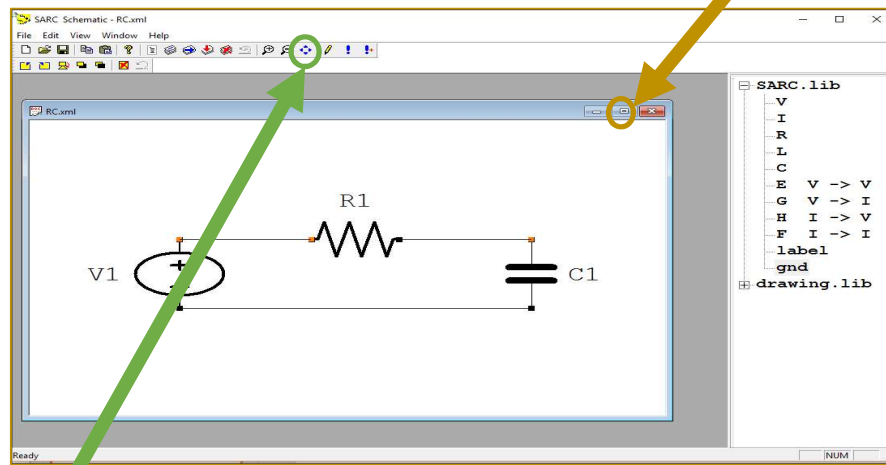 SARC Schematic - RC.xml
File Edit View Window Help
RC.xml
R1
V1
C1
SARC.lib
V
I
R
L
C
E V -> V
G V -> I
H I -> V
F I -> I
label
gnd
drawing.lib
Ready
NUM